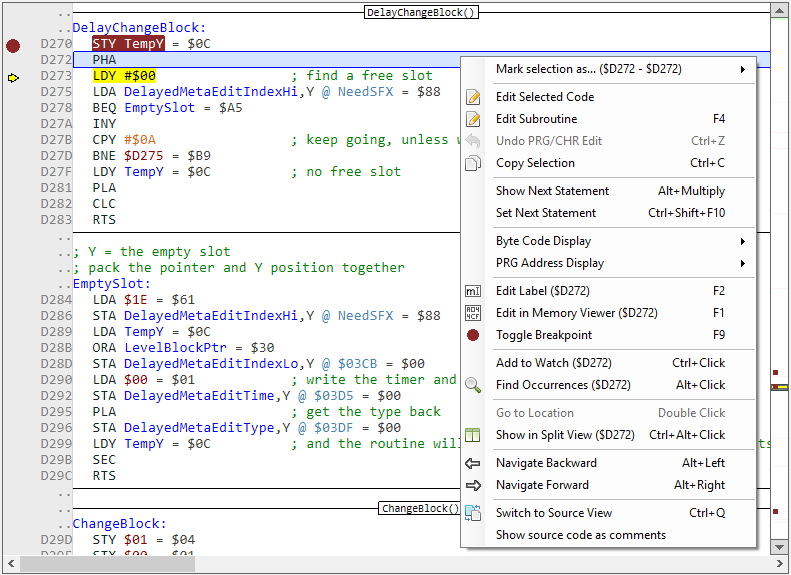 DelayChangeBlock()
.. DelayChangeBlock:
D270 STY TempY = $0C
D272 PHA
D273 LDY #$00 ; find a free slot
D275 LDA DelayedMetaEditIndexHi,Y @ NeedSFX = $88
D278 BEQ EmptySlot = $A5
D27A INY
D27B CPY #$0A ; keep going, unless
D27D BNE $D275 = $B9
D27F LDY TempY = $0C ; no free slot
D281 PLA
D282 CLC
D283 RTS
..
..; Y = the empty slot
..; pack the pointer and Y position together
..EmptySlot:
D284 LDA $1E = $61
D286 STA DelayedMetaEditIndexHi,Y @ NeedSFX = $88
D289 LDA TempY = $0C
D28B ORA LevelBlockPtr = $30
D28D STA DelayedMetaEditIndexLo,Y @ $03CB = $00
D290 LDA $00 = $01 ; write the timer and
D292 STA DelayedMetaEditTime,Y @ $03D5 = $00
D295 PLA ; get the type back
D296 STA DelayedMetaEditType,Y @ $03DF = $00
D299 LDY TempY = $0C ; and the routine will
D29B SEC
D29C RTS
..
ChangeBlock()
..ChangeBlock:
D29D STY $01 = $04
Mark selection as... ($D272 - $D272)
Edit Selected Code
Edit Subroutine F4
Undo PRG/CHR Edit Ctrl+Z
Copy Selection Ctrl+C
Show Next Statement Alt+Multiply
Set Next Statement Ctrl+Shift+F10
Byte Code Display
PRG Address Display
Edit Label ($D272) F2
Edit in Memory Viewer ($D272) F1
Toggle Breakpoint F9
Add to Watch ($D272) Ctrl+Click
Find Occurrences ($D272) Alt+Click
Go to Location Double Click
Show in Split View ($D272) Ctrl+Alt+Click
Navigate Backward Alt+Left
Navigate Forward Alt+Right
Switch to Source View Ctrl+Q
Show source code as comments